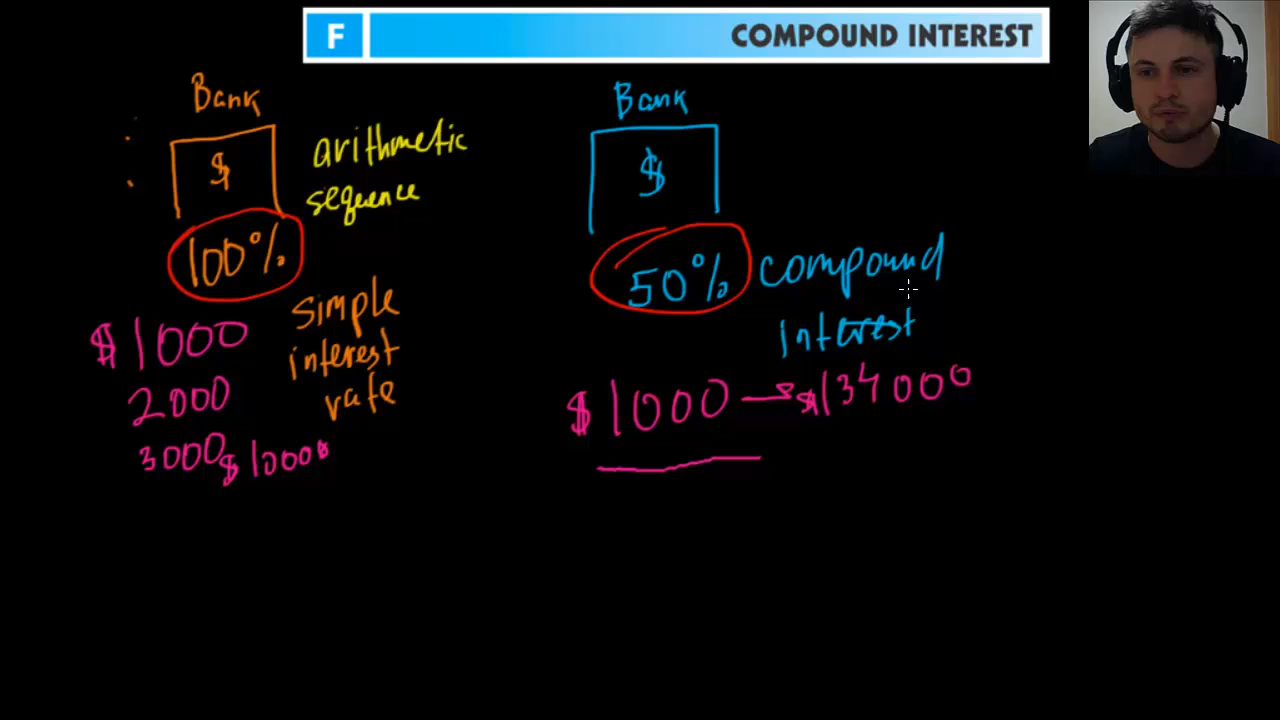 F
COMPOUND INTEREST
Bank
$
100%
arithmetic
sequence
simple
interest
rate
$1000
2000
3000
$10000
Bank
$
50%
compound
interest
$1000 → $134000